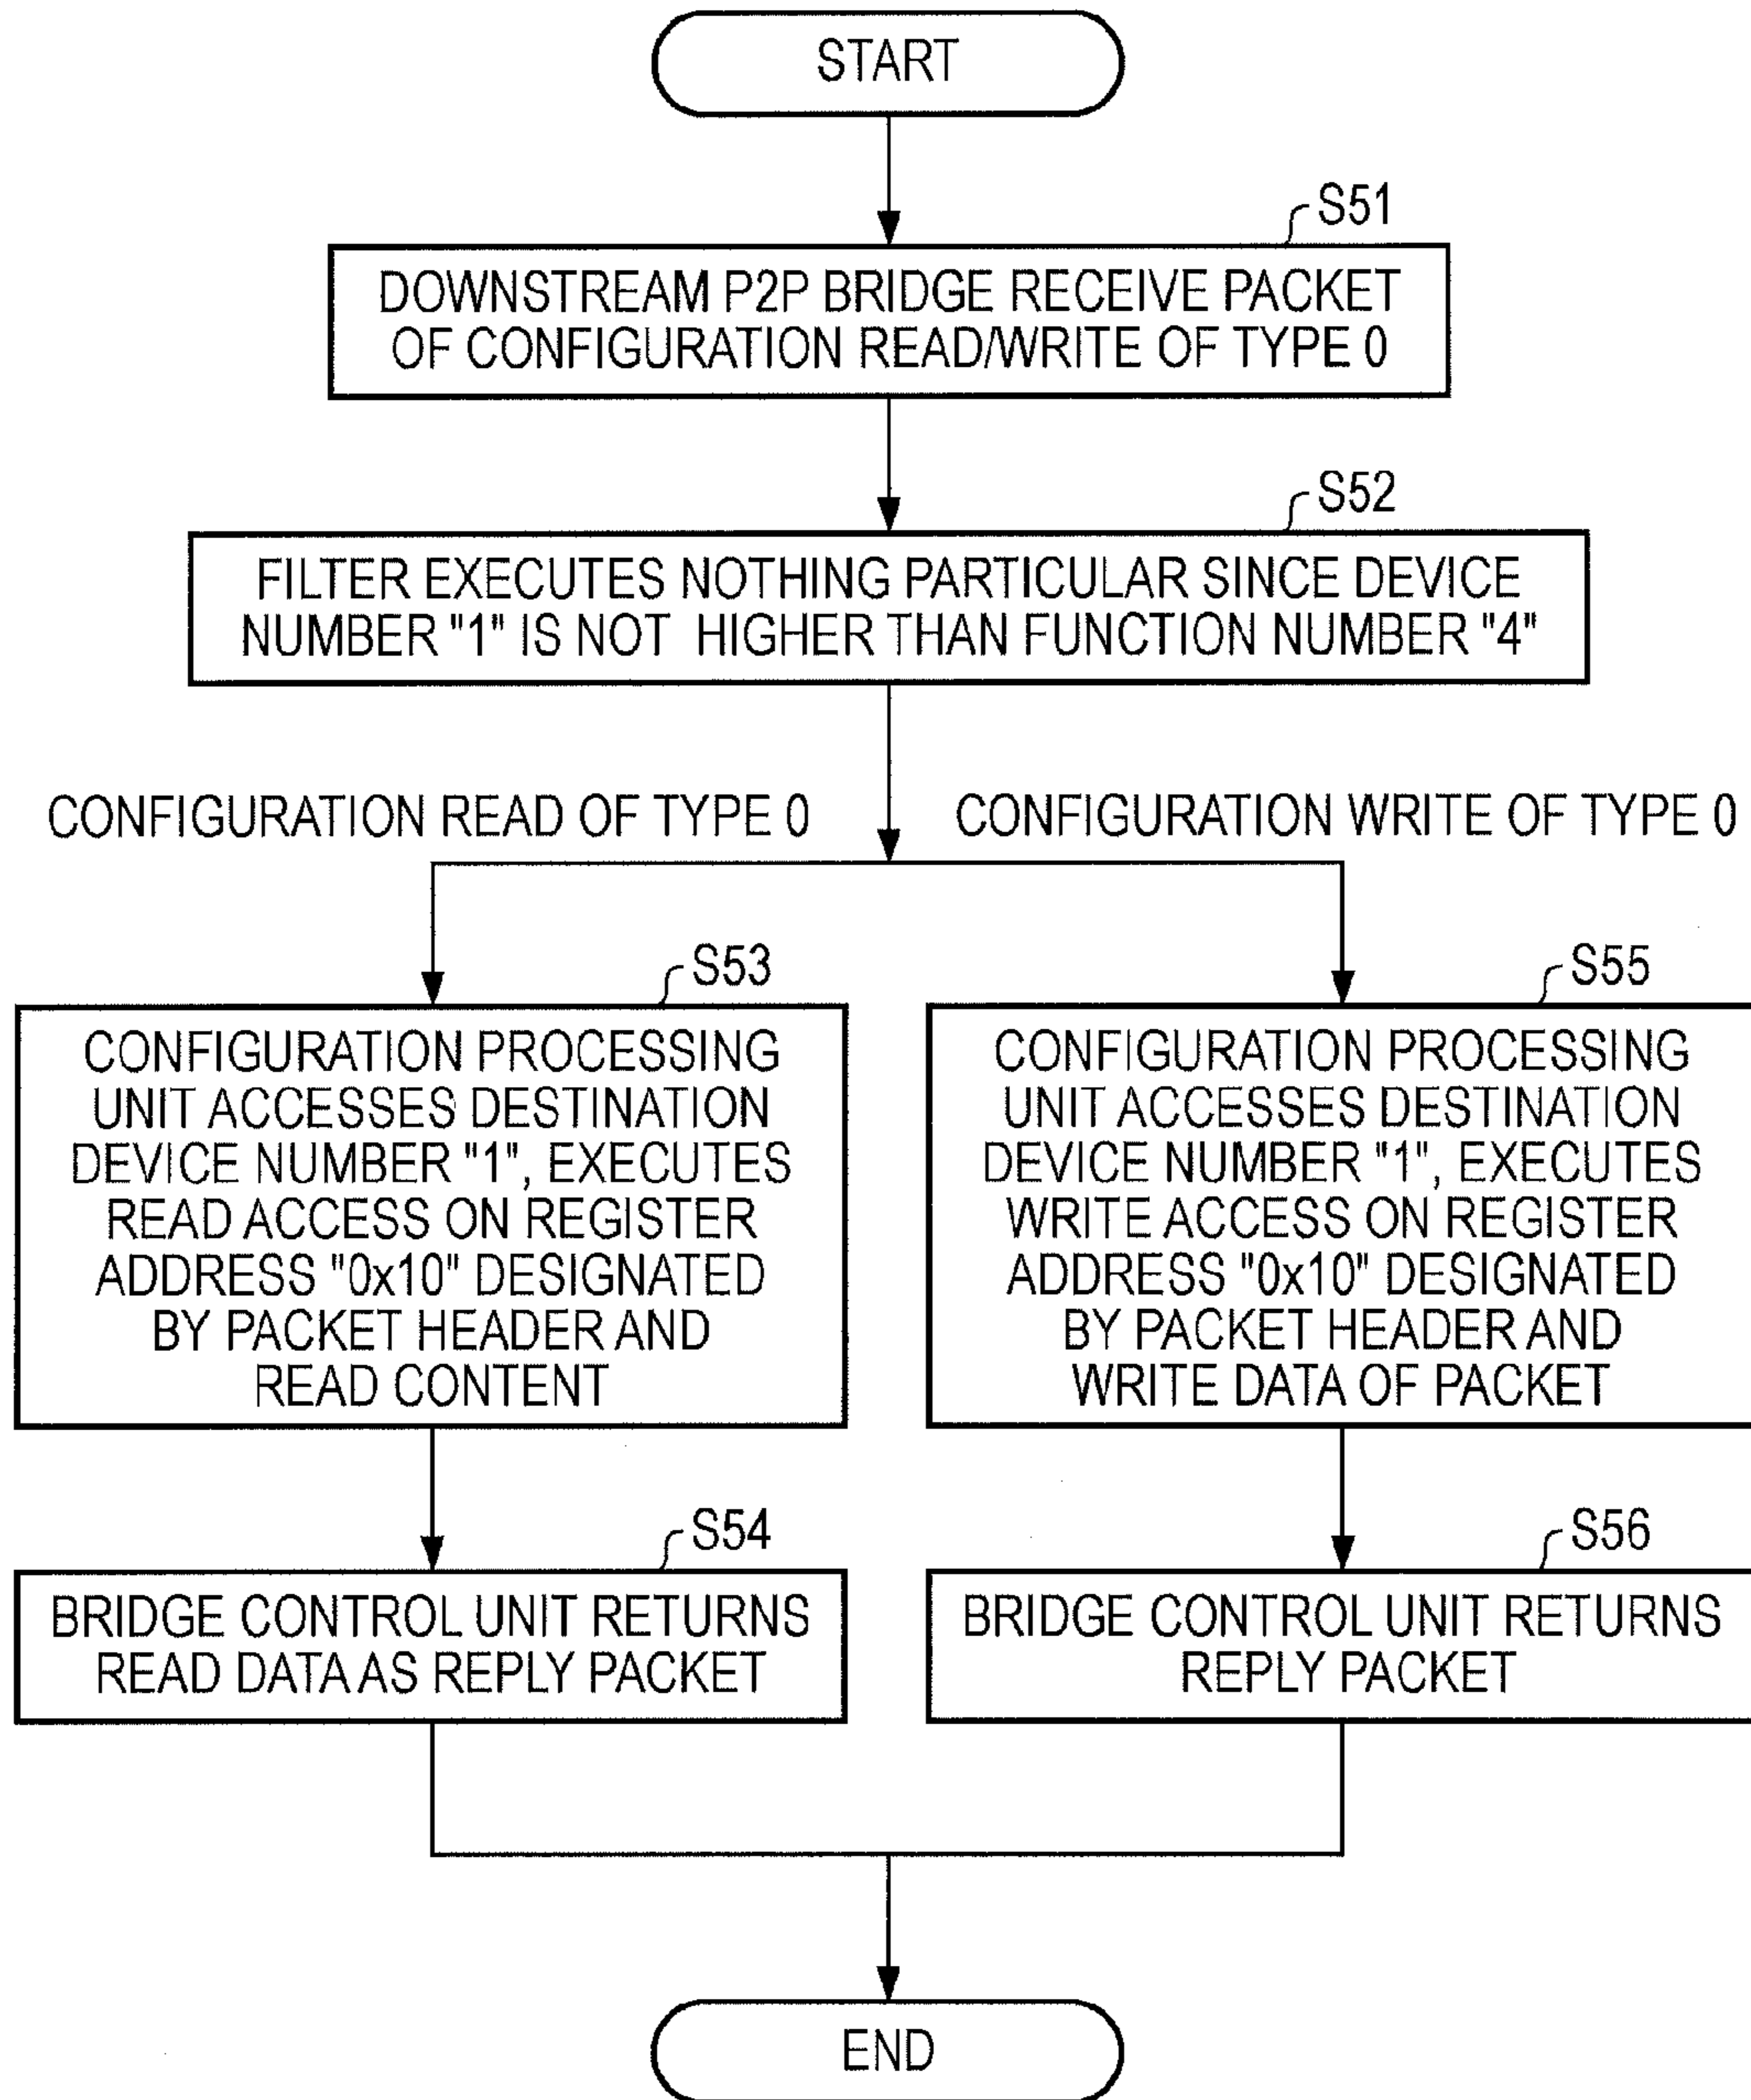 START
S51
DOWNSTREAM P2P BRIDGE RECEIVE PACKET
OF CONFIGURATION READ/WRITE OF TYPE 0
S52
FILTER EXECUTES NOTHING PARTICULAR SINCE DEVICE
NUMBER "1" IS NOT HIGHER THAN FUNCTION NUMBER "4"
CONFIGURATION READ OF TYPE 0
CONFIGURATION WRITE OF TYPE 0
S53
CONFIGURATION PROCESSING
UNIT ACCESSES DESTINATION
DEVICE NUMBER "1", EXECUTES
READ ACCESS ON REGISTER
ADDRESS "0x10" DESIGNATED
BY PACKET HEADER AND
READ CONTENT
S55
CONFIGURATION PROCESSING
UNIT ACCESSES DESTINATION
DEVICE NUMBER "1", EXECUTES
WRITE ACCESS ON REGISTER
ADDRESS "0x10" DESIGNATED
BY PACKET HEADER AND
WRITE DATA OF PACKET
S54
BRIDGE CONTROL UNIT RETURNS
READ DATA AS REPLY PACKET
S56
BRIDGE CONTROL UNIT RETURNS
REPLY PACKET
END